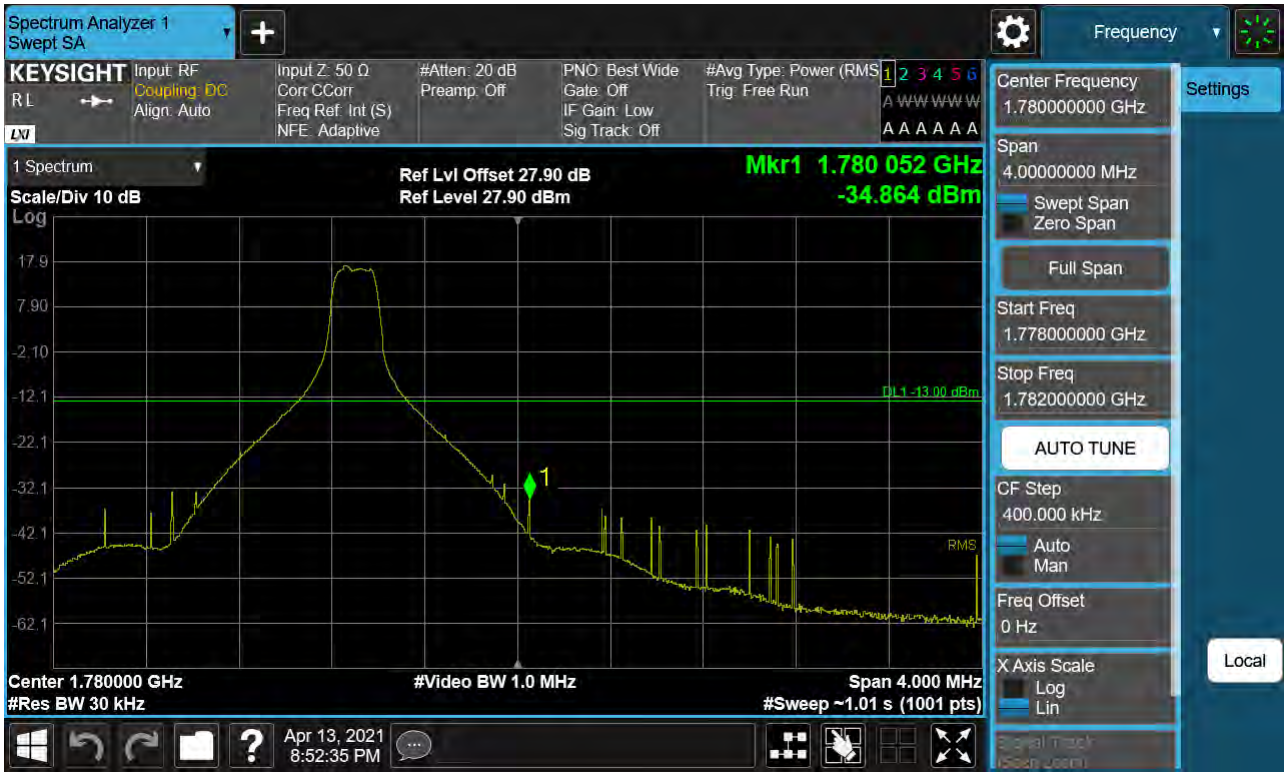 Spectrum Analyzer 1
Swept SA
Frequency
KEYSIGHT
RL
LXI
Input: RF
Coupling: DC
Align: Auto
Input Z: 50 Ω
Corr CCorr
Freq Ref: Int (S)
NFE: Adaptive
#Atten: 20 dB
Preamp: Off
PNO: Best Wide
Gate: Off
IF Gain: Low
Sig Track: Off
#Avg Type: Power (RMS
Trig: Free Run
1 2 3 4 5 6
A W W W W W
A A A A A A
1 Spectrum
Scale/Div 10 dB
Log
Ref Lvl Offset 27.90 dB
Ref Level 27.90 dBm
Mkr1 1.780 052 GHz
-34.864 dBm
17.9
7.90
-2.10
-12.1
-22.1
-32.1
-42.1
-52.1
-62.1
DL1 -13.00 dBm
1
RMS
Center 1.780000 GHz
#Video BW 1.0 MHz
Span 4.000 MHz
#Res BW 30 kHz
#Sweep ~1.01 s (1001 pts)
Center Frequency
1.780000000 GHz
Span
4.00000000 MHz
Swept Span
Zero Span
Full Span
Start Freq
1.778000000 GHz
Stop Freq
1.782000000 GHz
AUTO TUNE
CF Step
400.000 kHz
Auto
Man
Freq Offset
0 Hz
X Axis Scale
Log
Lin
Signal Track
(Span Zoom)
Settings
Local
?
Apr 13, 2021
8:52:35 PM